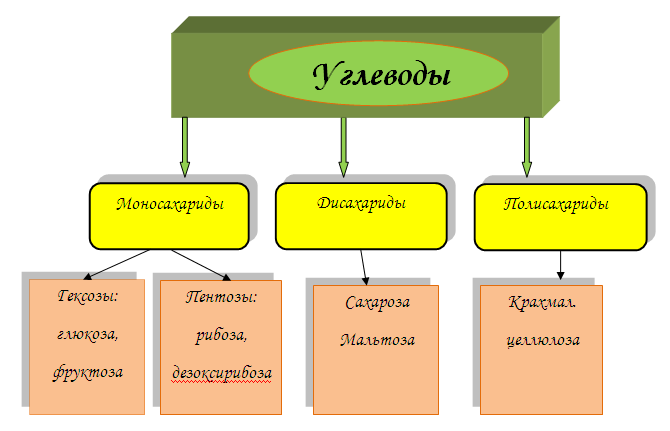 Углеводы
Моносахариды
Дисахариды
Полисахариды
Гексозы:
глюкоза,
фруктоза
Пентозы:
рибоза,
дезоксирибоза
Сахароза
Мальтоза
Крахмал.
целлюлоза